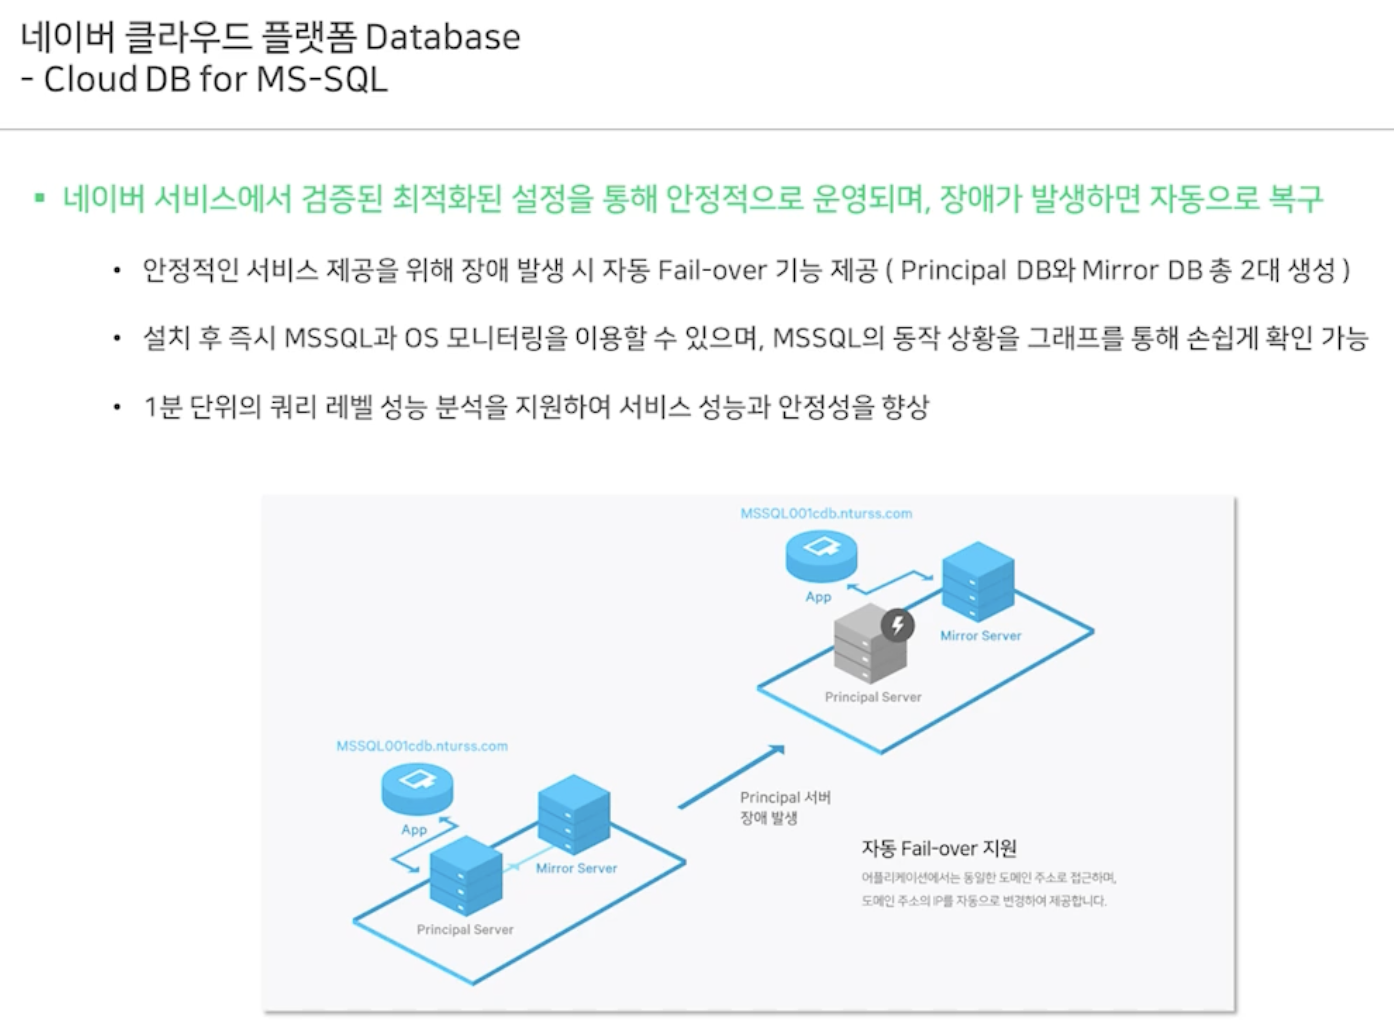 네이버 클라우드 플랫폼 Database
- Cloud DB for MS-SQL
▪ 네이버 서비스에서 검증된 최적화된 설정을 통해 안정적으로 운영되며, 장애가 발생하면 자동으로 복구
• 안정적인 서비스 제공을 위해 장애 발생 시 자동 Fail-over 기능 제공 ( Principal DB와 Mirror DB 총 2대 생성 )
• 설치 후 즉시 MSSQL과 OS 모니터링을 이용할 수 있으며, MSSQL의 동작 상황을 그래프를 통해 손쉽게 확인 가능
• 1분 단위의 쿼리 레벨 성능 분석을 지원하여 서비스 성능과 안정성을 향상
MSSQL001cdb.nturss.com
App
Mirror Server
Principal Server
MSSQL001cdb.nturss.com
App
Mirror Server
Principal Server
Principal 서버
장애 발생
자동 Fail-over 지원
어플리케이션에서는 동일한 도메인 주소로 접근하며,
도메인 주소의 IP를 자동으로 변경하여 제공합니다.